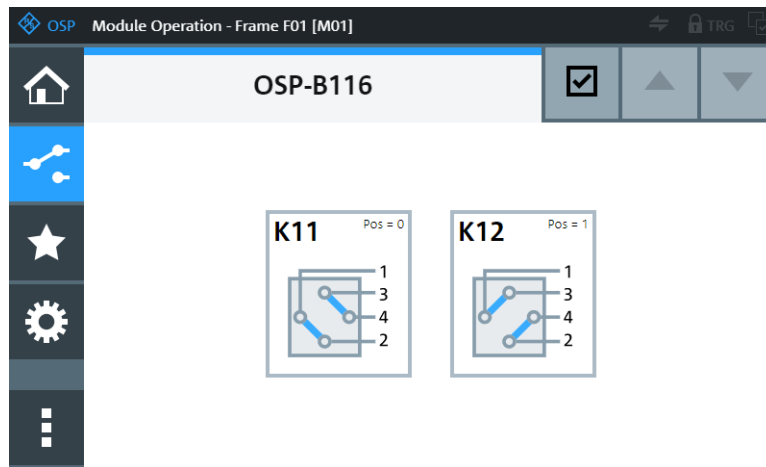 OSP Module Operation - Frame F01 [M01] TRG
OSP-B116
K11 Pos = 0
1
3
4
2
K12 Pos = 1
1
3
4
2